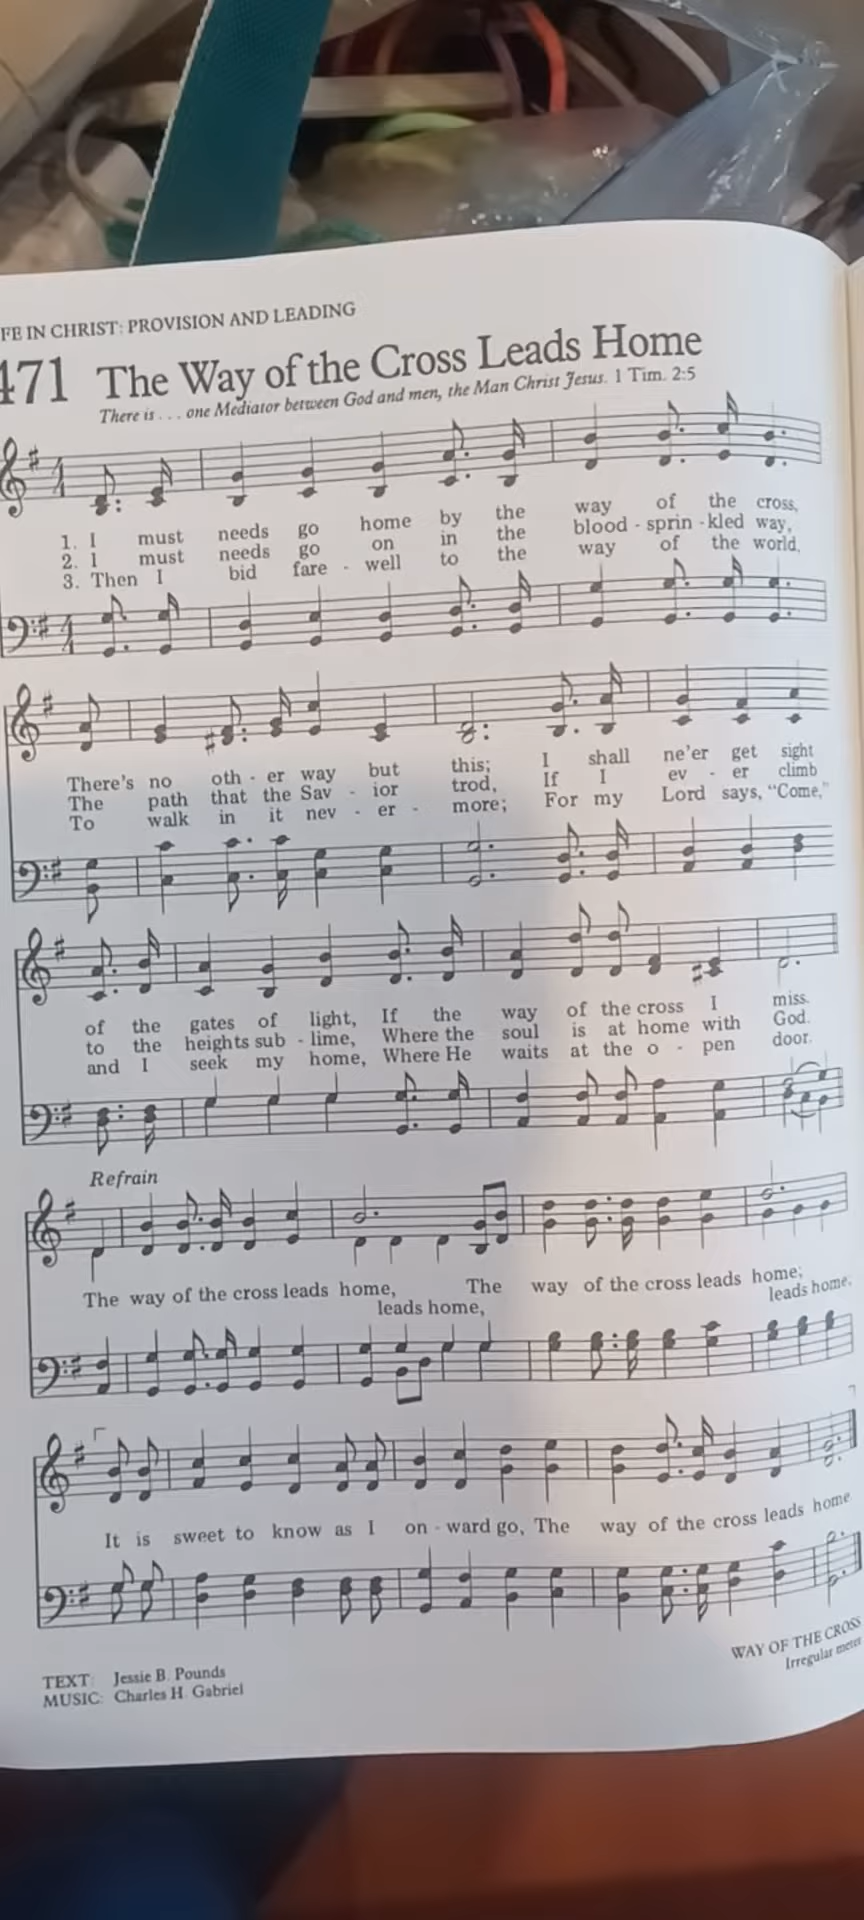 FE IN CHRIST: PROVISION AND LEADING
471 The Way of the Cross Leads Home
There is . . . one Mediator between God and men, the Man Christ Jesus. 1 Tim. 2:5
1. I must needs go home by the way of the cross,
2. I must needs go on in the blood - sprin - kled way,
3. Then I bid fare - well to the way of the world,
There's no oth - er way but this; I shall ne'er get sight
The path that the Sav - ior trod, If I ev - er climb
To walk in it nev - er - more; For my Lord says, "Come,"
of the gates of light, If the way of the cross I miss.
to the heights sub - lime, Where the soul is at home with God.
and I seek my home, Where He waits at the o - pen door.
Refrain
The way of the cross leads home, The way of the cross leads home;
leads home, leads home,
It is sweet to know as I on - ward go, The way of the cross leads home
TEXT: Jessie B. Pounds
MUSIC: Charles H. Gabriel
WAY OF THE CROSS
Irregular meter